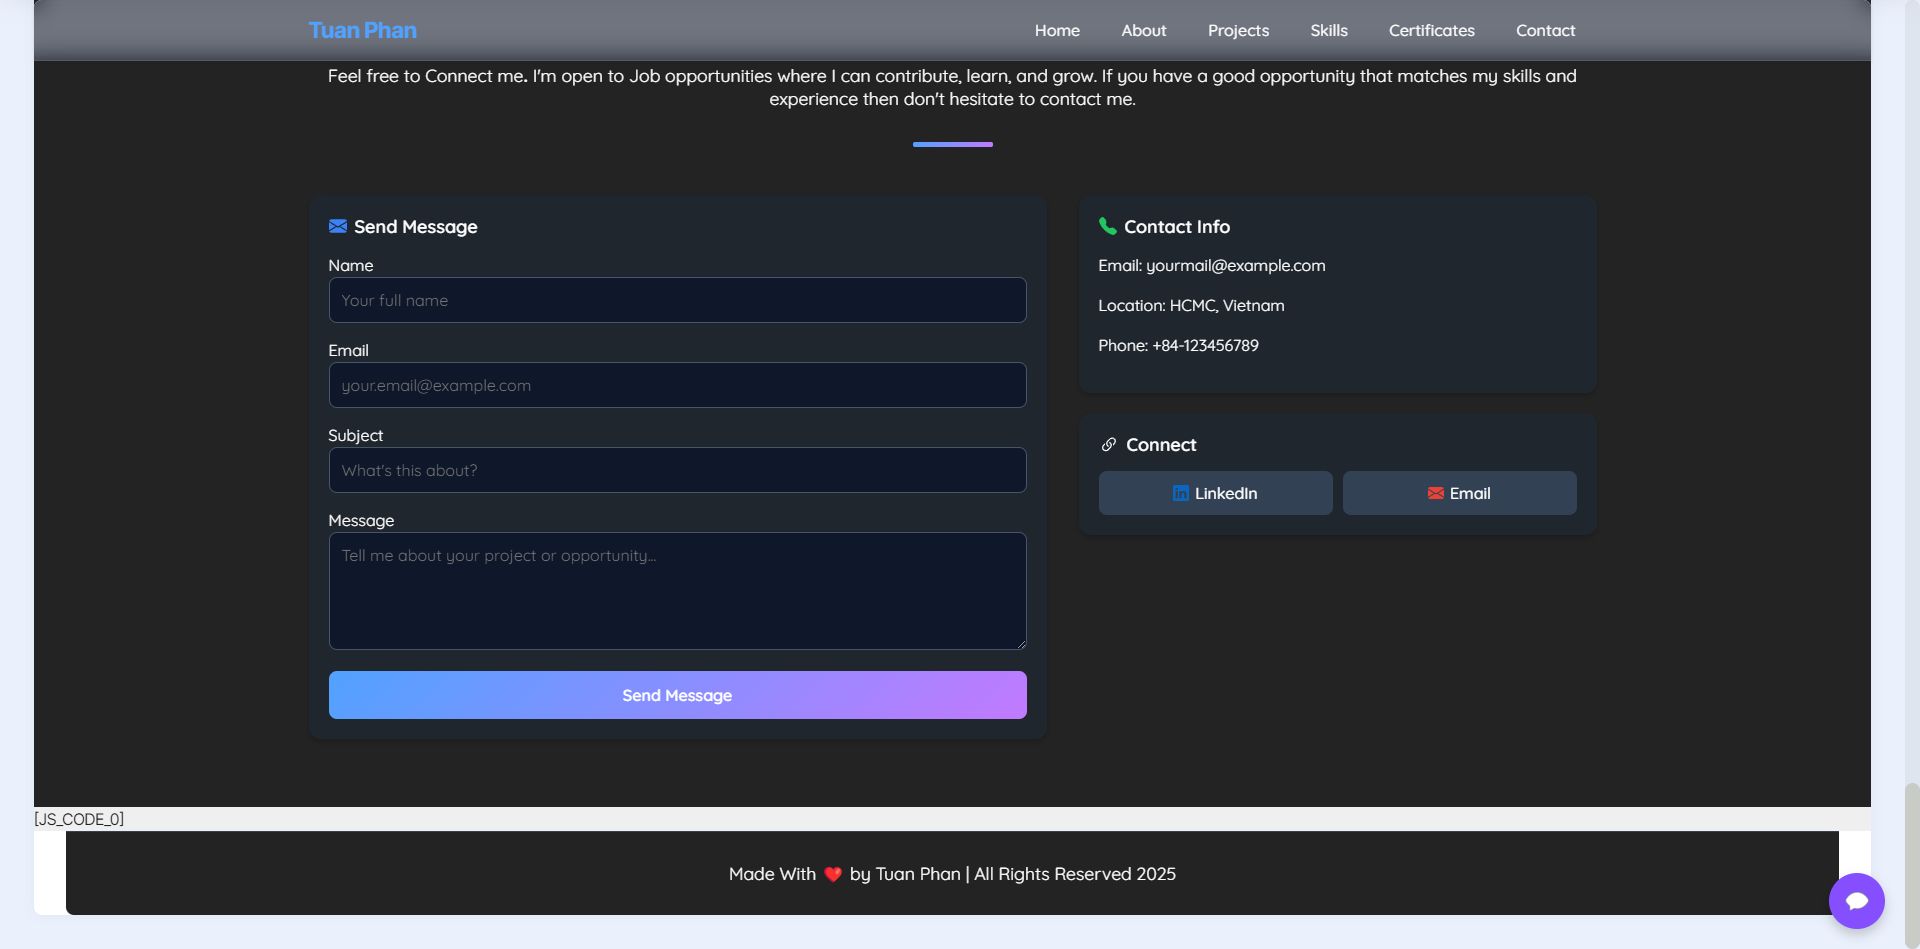 Tuan Phan
Home About Projects Skills Certificates Contact
Feel free to Connect me. I'm open to Job opportunities where I can contribute, learn, and grow. If you have a good opportunity that matches my skills and
experience then don't hesitate to contact me.
Send Message
Name
Your full name
Email
your.email@example.com
Subject
What's this about?
Message
Tell me about your project or opportunity...
Send Message
Contact Info
Email: yourmail@example.com
Location: HCMC, Vietnam
Phone: +84-123456789
Connect
LinkedIn
Email
[JS_CODE_0]
Made With ❤️ by Tuan Phan | All Rights Reserved 2025